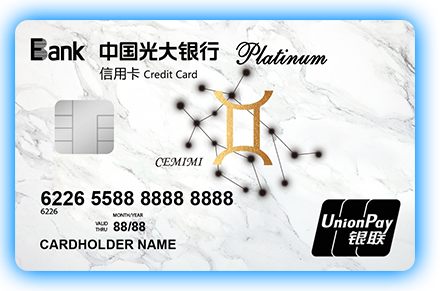 Bank 中国光大银行 Platinum
信用卡 Credit Card
CEMIMI
6226 5588 8888 8888
6226
MONTH/YEAR
VALID THRU 88/88
CARDHOLDER NAME
UnionPay
银联